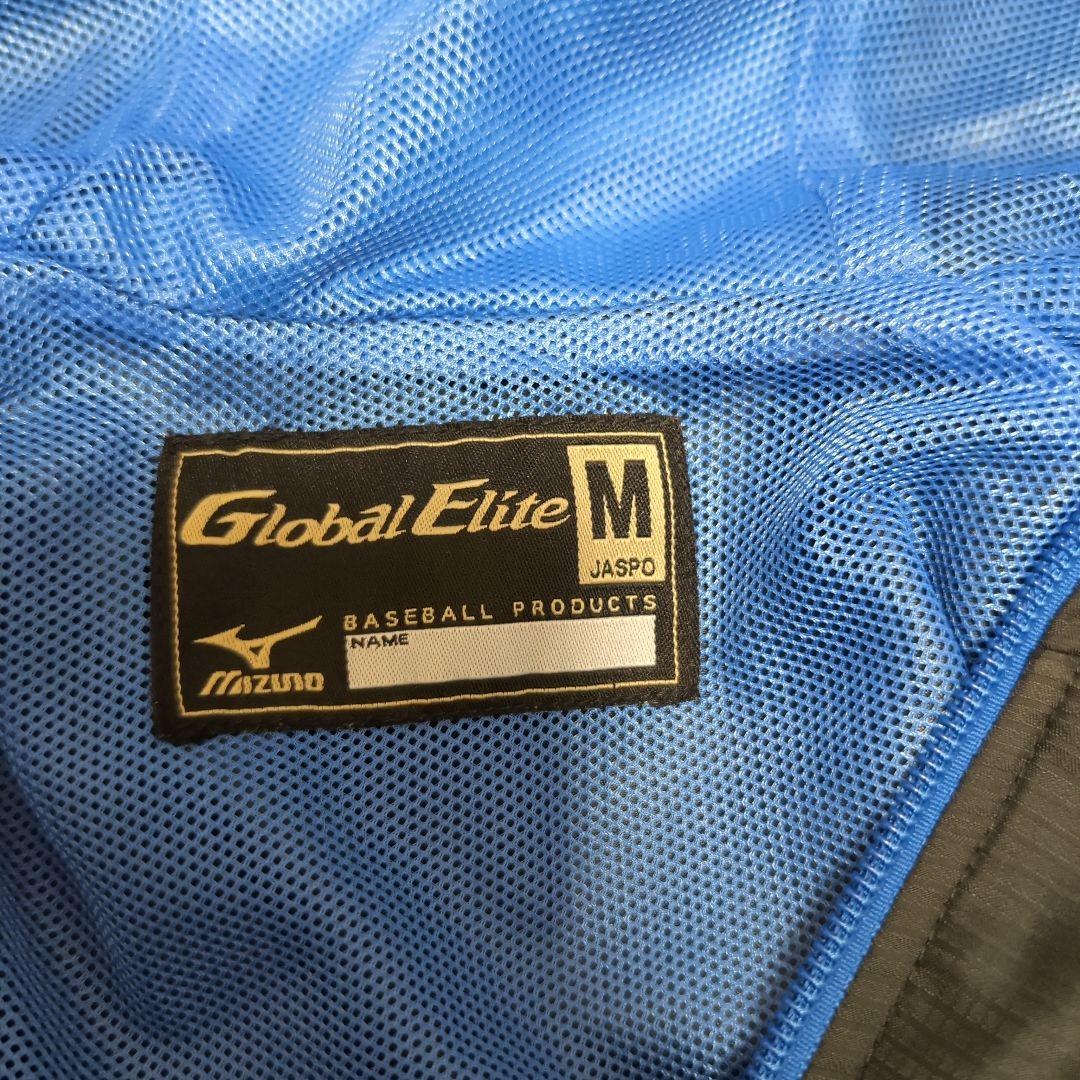 Global Elite
M
JASPO
BASEBALL PRODUCTS
NAME
MIZUNO